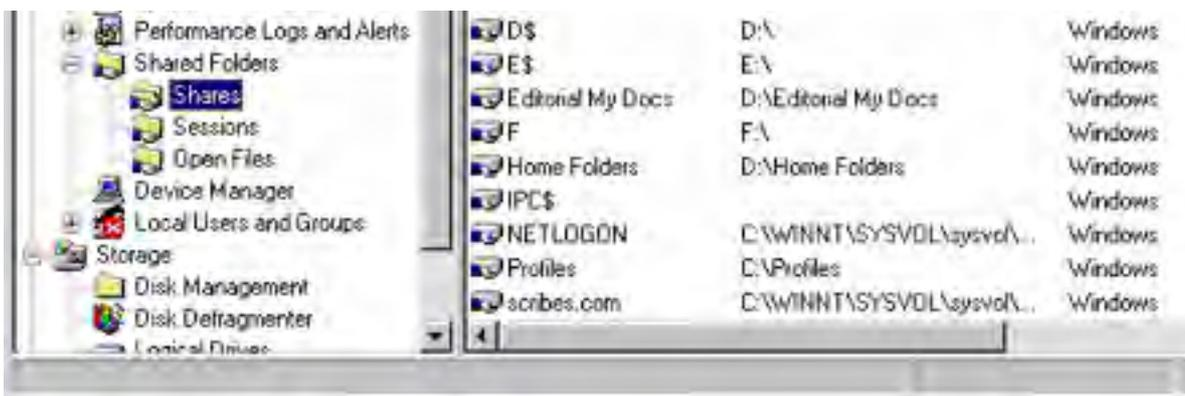 Performance Logs and Alerts
Shared Folders
Shares
Sessions
Open Files
Device Manager
Local Users and Groups
Storage
Disk Management
Disk Defragmenter
Logical Drives
D$ D:\ Windows
E$ E:\ Windows
Editorial My Docs D:\Editorial My Docs Windows
F F:\ Windows
Home Folders D:\Home Folders Windows
IPC$ Windows
NETLOGON C:\WINNT\SYSVOL\sysvol\... Windows
Profiles C:\Profiles Windows
scribes.com C:\WINNT\SYSVOL\sysvol\... Windows